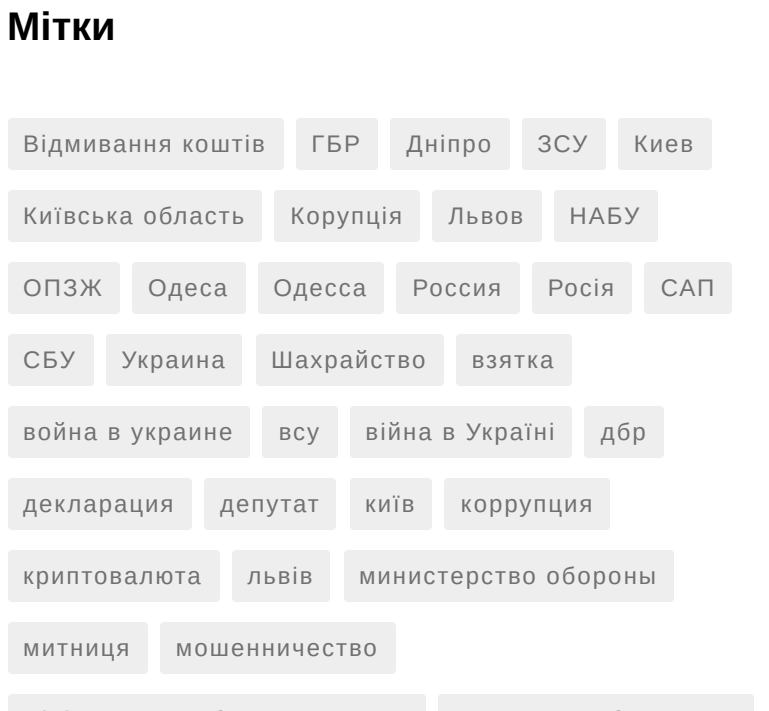 Мітки
Відмивання коштів ГБР Дніпро ЗСУ Киев
Київська область Корупція Львов НАБУ
ОПЗЖ Одеса Одесса Россия Росія САП
СБУ Украина Шахрайство взятка
война в украине всу війна в Україні дбр
декларация депутат київ коррупция
криптовалюта львів министерство обороны
митниця мошенничество